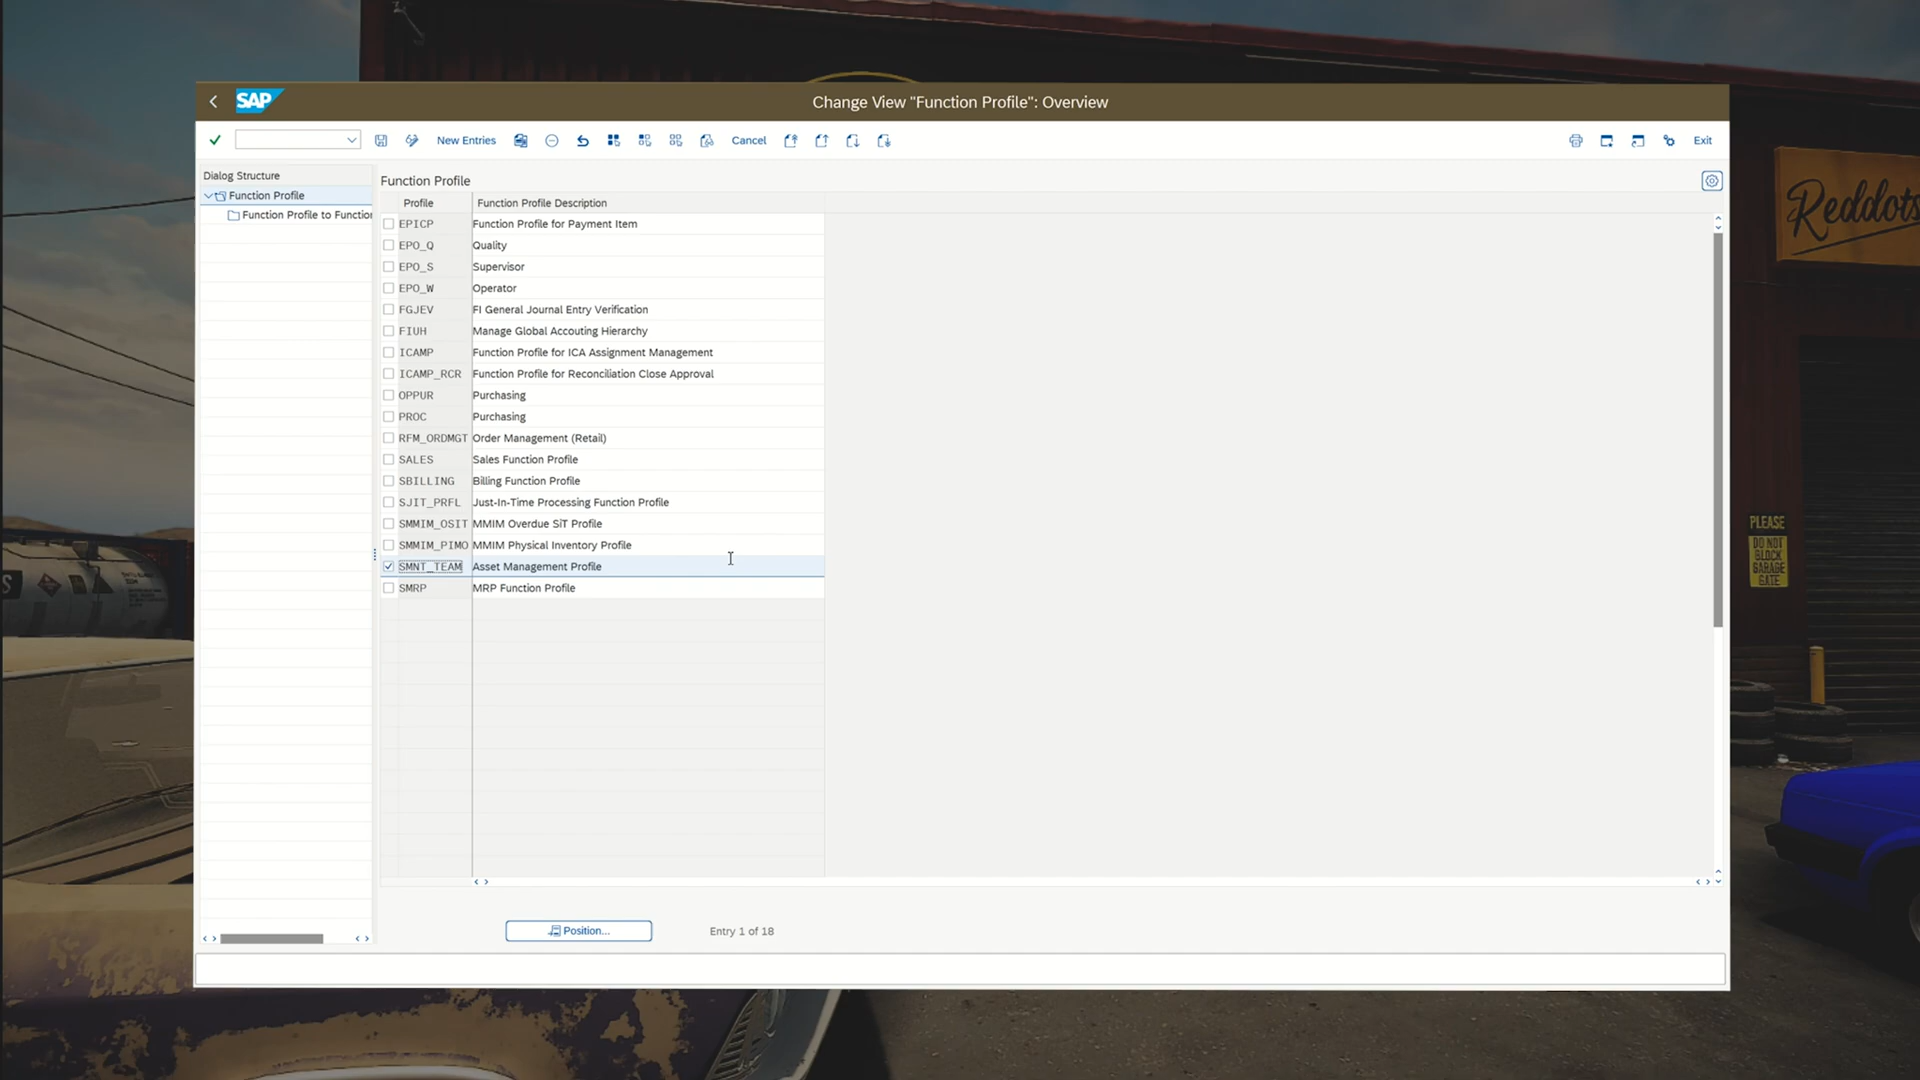 SAP
Change View "Function Profile": Overview
New Entries
Cancel
Exit
Dialog Structure
Function Profile
Function Profile to Function
Function Profile
Profile Function Profile Description
EPICP Function Profile for Payment Item
EPO_Q Quality
EPO_S Supervisor
EPO_W Operator
FGJEV FI General Journal Entry Verification
FIUH Manage Global Accouting Hierarchy
ICAMP Function Profile for ICA Assignment Management
ICAMP_RCR Function Profile for Reconciliation Close Approval
OPPUR Purchasing
PROC Purchasing
RFM_ORDMGT Order Management (Retail)
SALES Sales Function Profile
SBILLING Billing Function Profile
SJIT_PRFL Just-In-Time Processing Function Profile
SMMIM_OSIT MMIM Overdue SiT Profile
SMMIM_PIMO MMIM Physical Inventory Profile
SMNT_TEAM Asset Management Profile
SMRP MRP Function Profile
Position...
Entry 1 of 18
Reddots
PLEASE
DO NOT
BLOCK
GARAGE
GATE